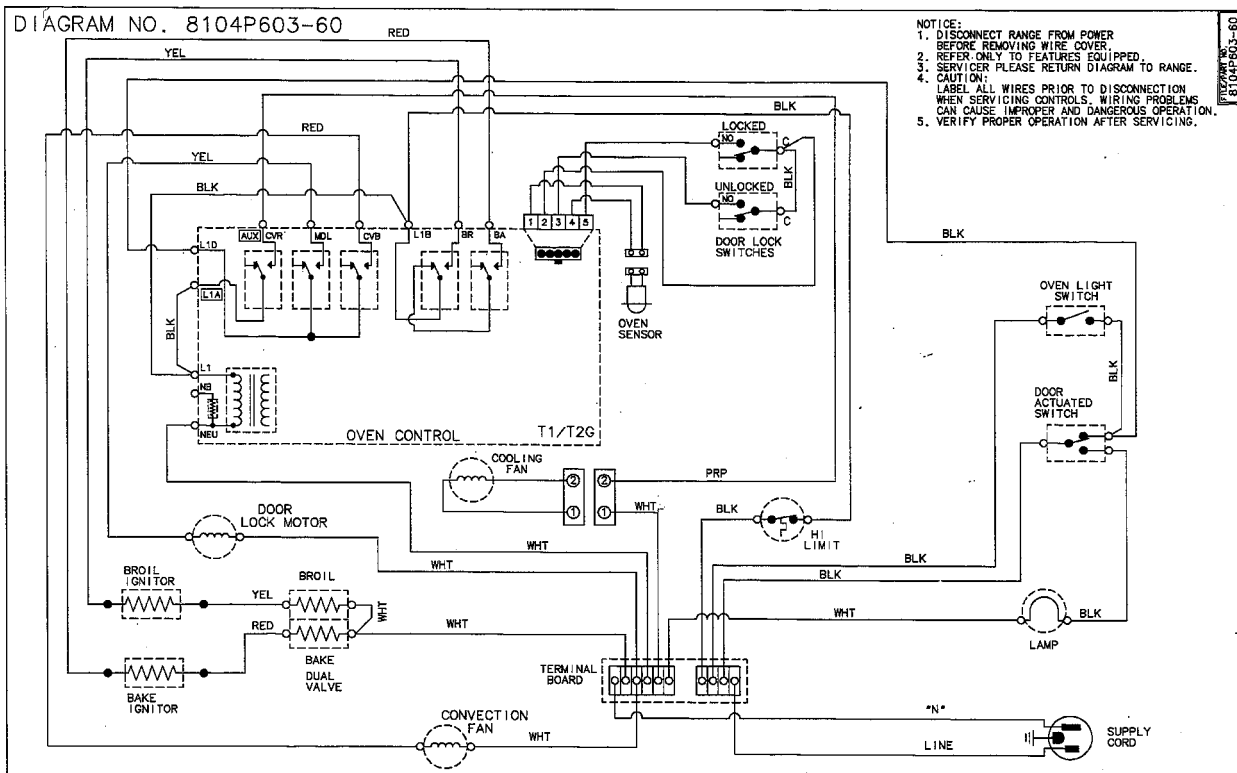 DIAGRAM NO. 8104P603-60
RED
YEL
NOTICE:
1. DISCONNECT RANGE FROM POWER
BEFORE REMOVING WIRE COVER.
2. REFER ONLY TO FEATURES EQUIPPED.
3. SERVICER PLEASE RETURN DIAGRAM TO RANGE.
4. CAUTION:
LABEL ALL WIRES PRIOR TO DISCONNECTION
WHEN SERVICING CONTROLS. WIRING PROBLEMS
CAN CAUSE IMPROPER AND DANGEROUS OPERATION.
5. VERIFY PROPER OPERATION AFTER SERVICING.
8104P603-60
BLK
RED
LOCKED
NO
C
YEL
BLK
BLK
UNLOCKED
NO
C
DOOR LOCK
SWITCHES
1 2 3 4 5
AUX CVR MDL CVB L1B BR BA
L1D
L1A
BLK
BLK
OVEN LIGHT
SWITCH
OVEN
SENSOR
BLK
L1
NB
NEU
OVEN CONTROL
T1/T2G
DOOR
ACTUATED
SWITCH
COOLING
FAN
2
1
2
1
PRP
WHT
DOOR
LOCK MOTOR
BLK
HI
LIMIT
WHT
WHT
BLK
BLK
BROIL
IGNITOR
YEL
BROIL
WHT
RED
WHT
WHT
BLK
LAMP
BAKE
DUAL
VALVE
BAKE
IGNITOR
TERMINAL
BOARD
CONVECTION
FAN
WHT
"N"
LINE
SUPPLY
CORD